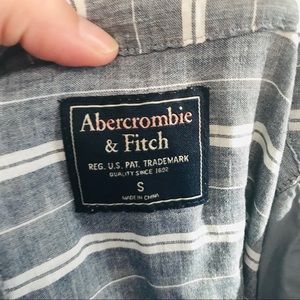 Abercrombie
& Fitch
REG. U.S. PAT. TRADEMARK
QUALITY SINCE 1892
S
MADE IN CHINA